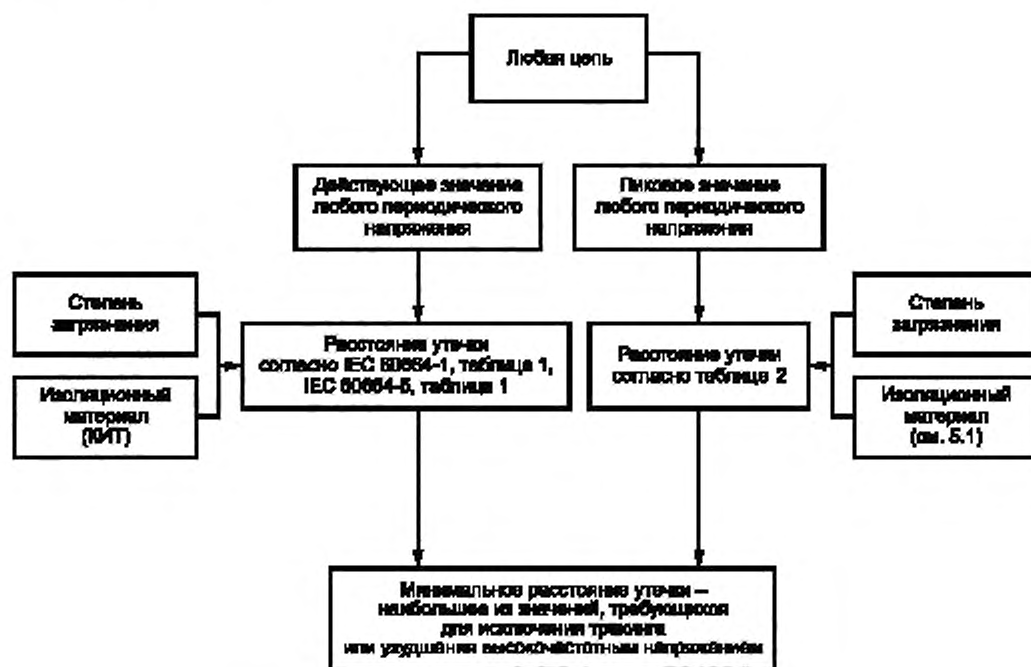 Любая цепь
Действующее значение
любого периодического
напряжения
Пиковое значение
любого периодического
напряжения
Степень
загрязнения
Расстояние утечки
согласно IEC 60664-1, таблица 1,
IEC 60664-5, таблица 1
Расстояние утечки
согласно таблице 2
Степень
загрязнения
Изоляционный
материал
(КИТ)
Изоляционный
материал
(см. 5.1)
Минимальное расстояние утечки –
наибольшее из значений, требующихся
для исключения трекинга
или ухудшения высокочастотным напряжением